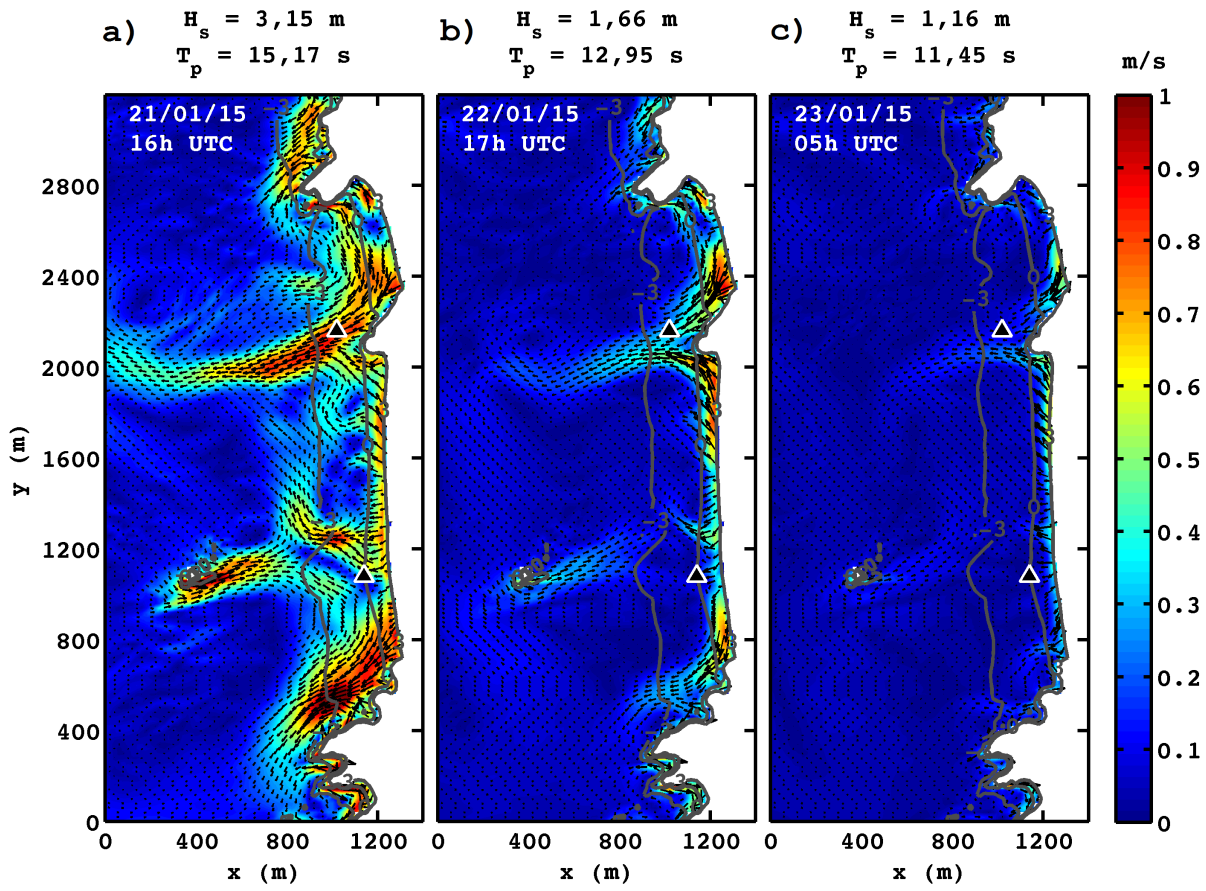 a)
H_s = 3,15 m
T_p = 15,17 s
b)
H_s = 1,66 m
T_p = 12,95 s
c)
H_s = 1,16 m
T_p = 11,45 s
m/s
21/01/15
16h UTC
22/01/15
17h UTC
23/01/15
05h UTC
−3
−3
−3
−3
−3
−3
−3
0
0
y (m)
2800
2400
2000
1600
1200
800
400
0
0 400 800 1200
0 400 800 1200
0 400 800 1200
x (m)
x (m)
x (m)
1
0.9
0.8
0.7
0.6
0.5
0.4
0.3
0.2
0.1
0